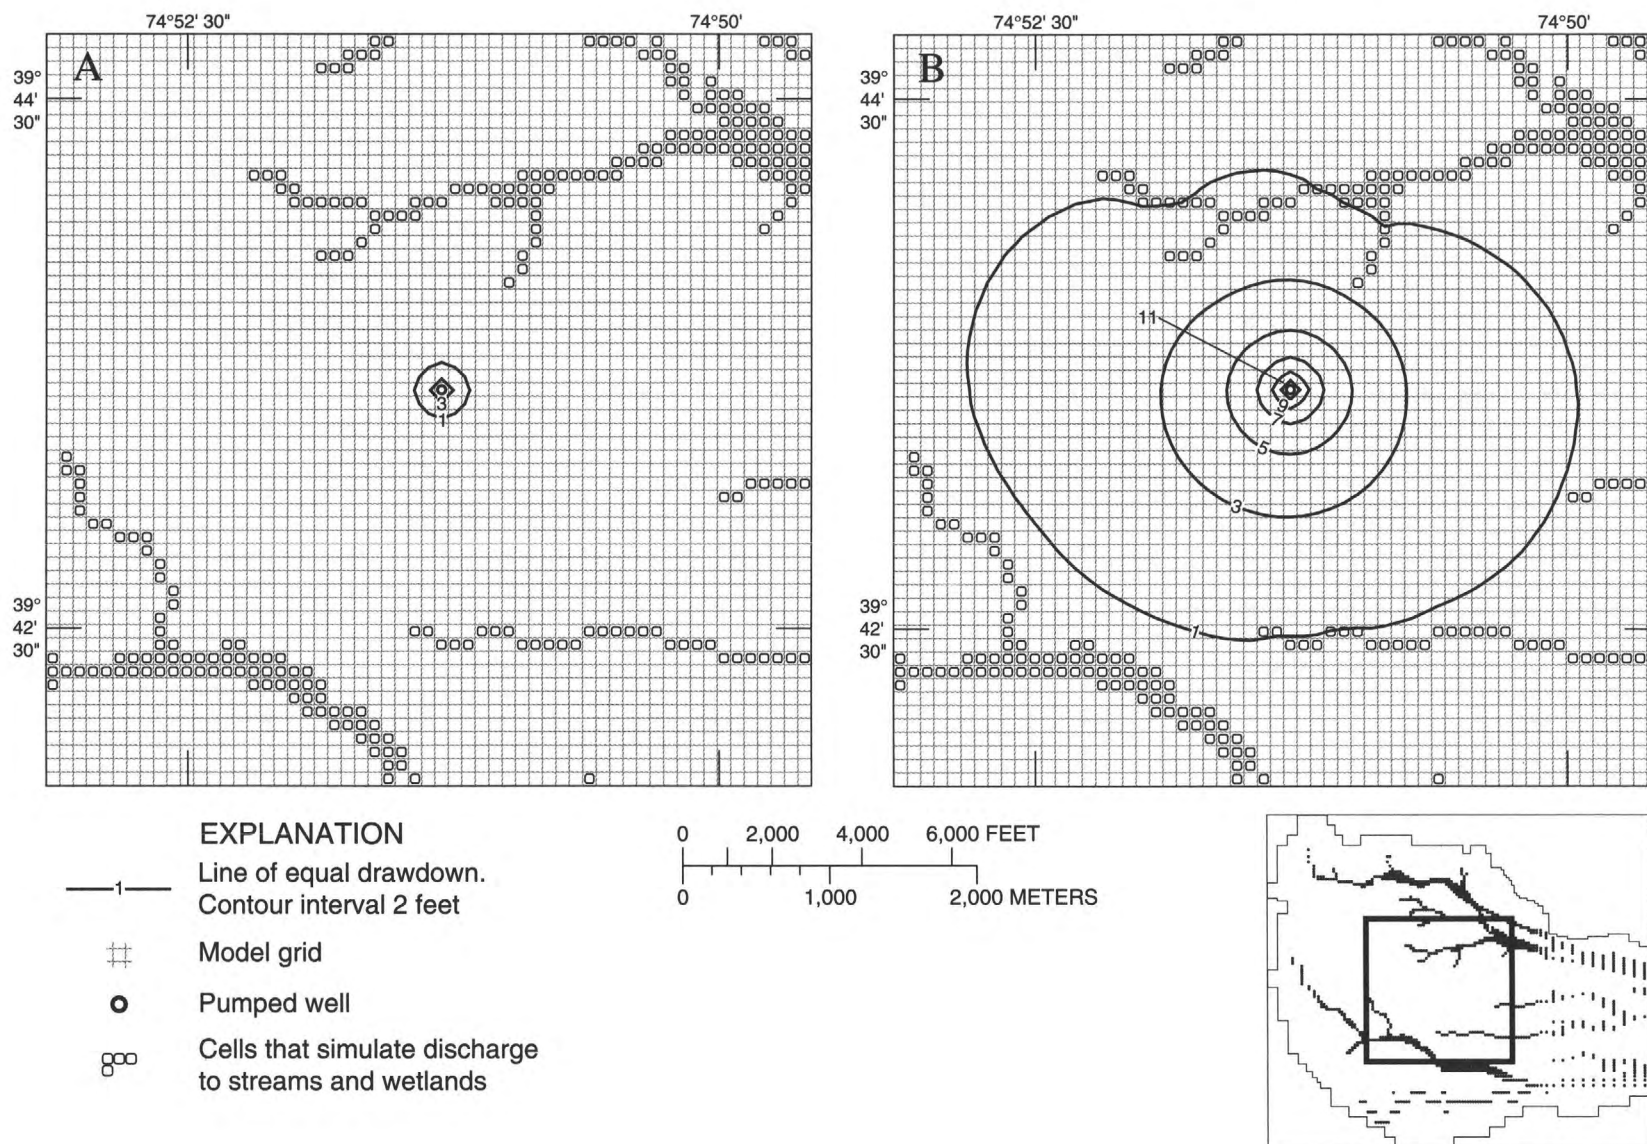 74°52' 30"
74°50'
74°52' 30"
74°50'
A
39°
44'
30"
3
1
39°
42'
30"
B
39°
44'
30"
11
9
7
5
3
1
39°
42'
30"
EXPLANATION
1
Line of equal drawdown.
Contour interval 2 feet
Model grid
Pumped well
Cells that simulate discharge
to streams and wetlands
0 2,000 4,000 6,000 FEET
0 1,000 2,000 METERS